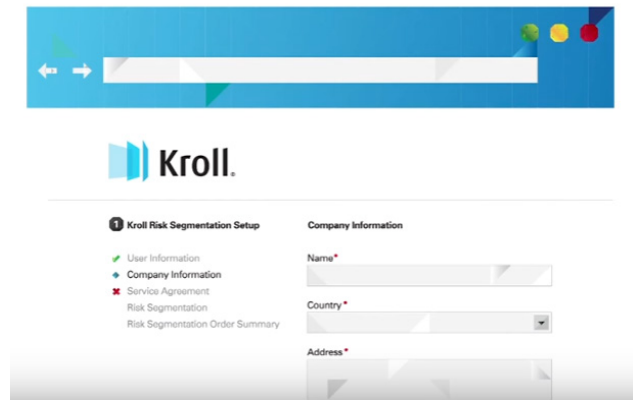 Kroll.
1 Kroll Risk Segmentation Setup
User Information
Company Information
Service Agreement
Risk Segmentation
Risk Segmentation Order Summary
Company Information
Name*
Country*
Address*